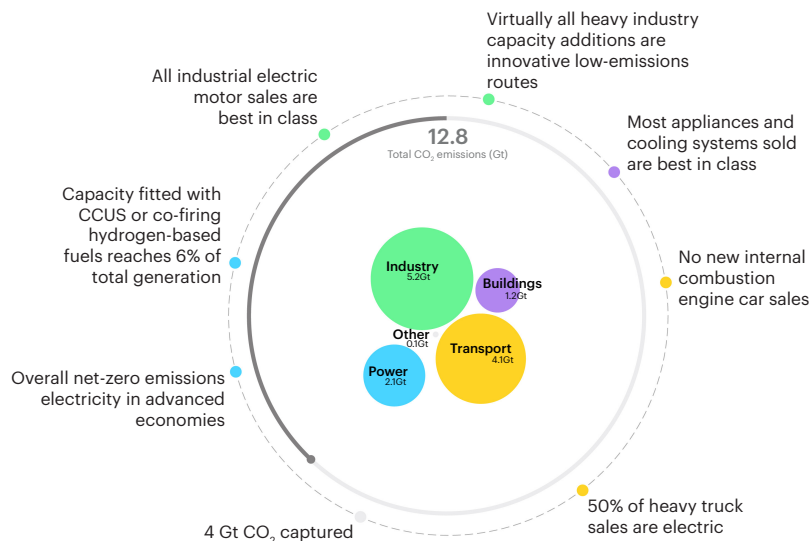 Virtually all heavy industry
capacity additions are
innovative low-emissions
routes
All industrial electric
motor sales are
best in class
12.8
Total CO₂ emissions (Gt)
Most appliances and
cooling systems sold
are best in class
Capacity fitted with
CCUS or co-firing
hydrogen-based
fuels reaches 6% of
total generation
No new internal
combustion
engine car sales
Industry
5.2Gt
Buildings
1.2Gt
Other
0.1Gt
Transport
4.1Gt
Power
2.1Gt
Overall net-zero emissions
electricity in advanced
economies
50% of heavy truck
sales are electric
4 Gt CO₂ captured